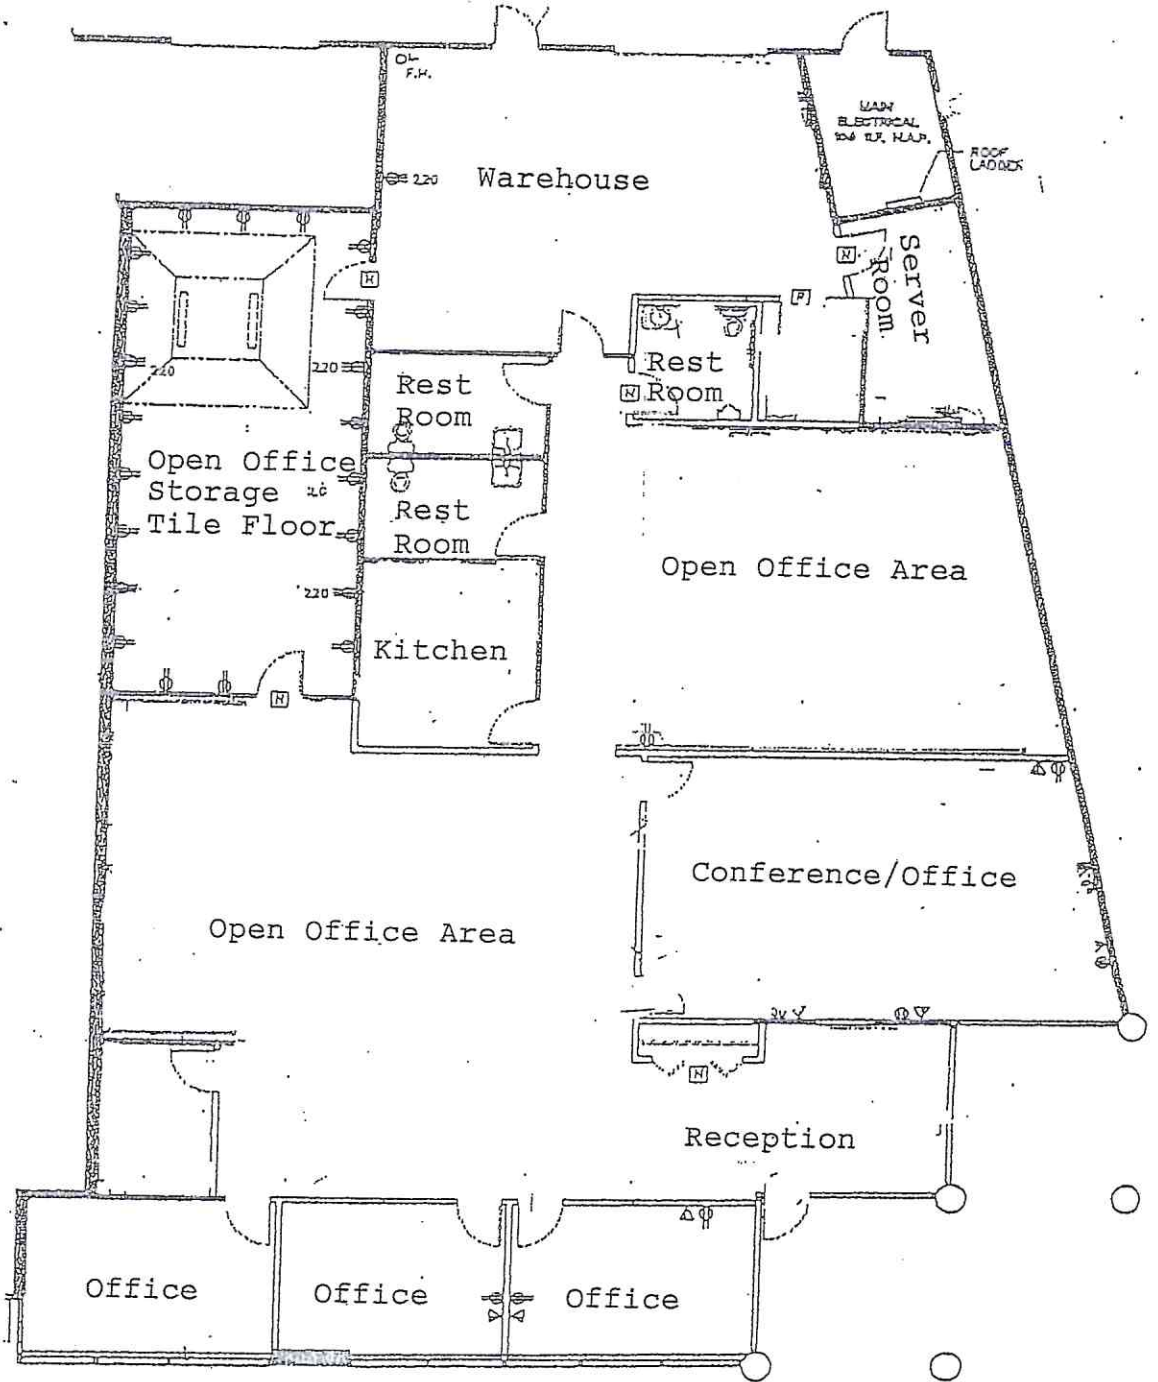 F.H.
MAIN
ELECTRICAL
ROOF
LADDER
220
Warehouse
Server
Room
N
H
P
220
220
Rest
Room
Rest
Room
N
Open Office
Storage
Tile Floor
Rest
Room
Open Office Area
220
Kitchen
N
Conference/Office
Open Office Area
N
Reception
Office
Office
Office